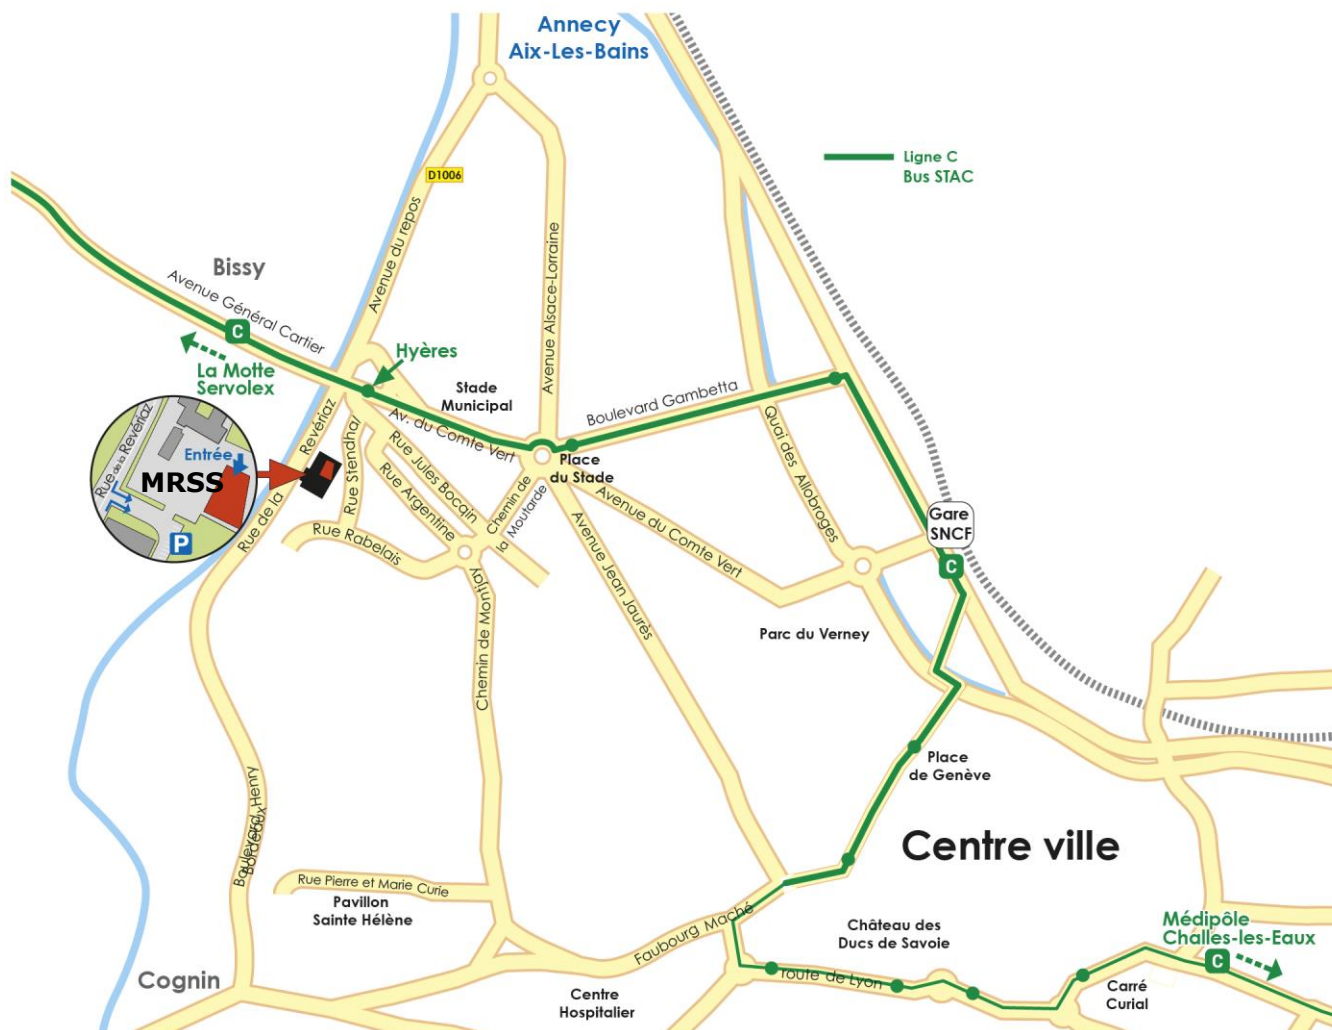 Annecy
Aix-Les-Bains
D1006
Ligne C
Bus STAC
Avenue du repos
Avenue Alsace-Lorraine
Bissy
Avenue Général Cartier
C
Hyères
La Motte
Servolex
Stade
Municipal
Boulevard Gambetta
Av. du Comte Vert
Rue de la Revériaz
Entrée
MRSS
P
Rue de la Revériaz
Rue Stendhal
Rue Jules Bocqin
Rue Argentine
Rue Rabelais
Chemin de
la Moutarde
Place
du Stade
Quai des Allobroges
Avenue du Comte Vert
Gare
SNCF
C
Avenue Jean Jaurès
Chemin de Montjay
Parc du Verney
Place
de Genève
Centre ville
Boulevard Henry
Bordeaux
Rue Pierre et Marie Curie
Pavillon
Sainte Hélène
Faubourg Maché
Château des
Ducs de Savoie
Médipôle
Challes-les-Eaux
C
route de Lyon
Cognin
Centre
Hospitalier
Carré
Curial